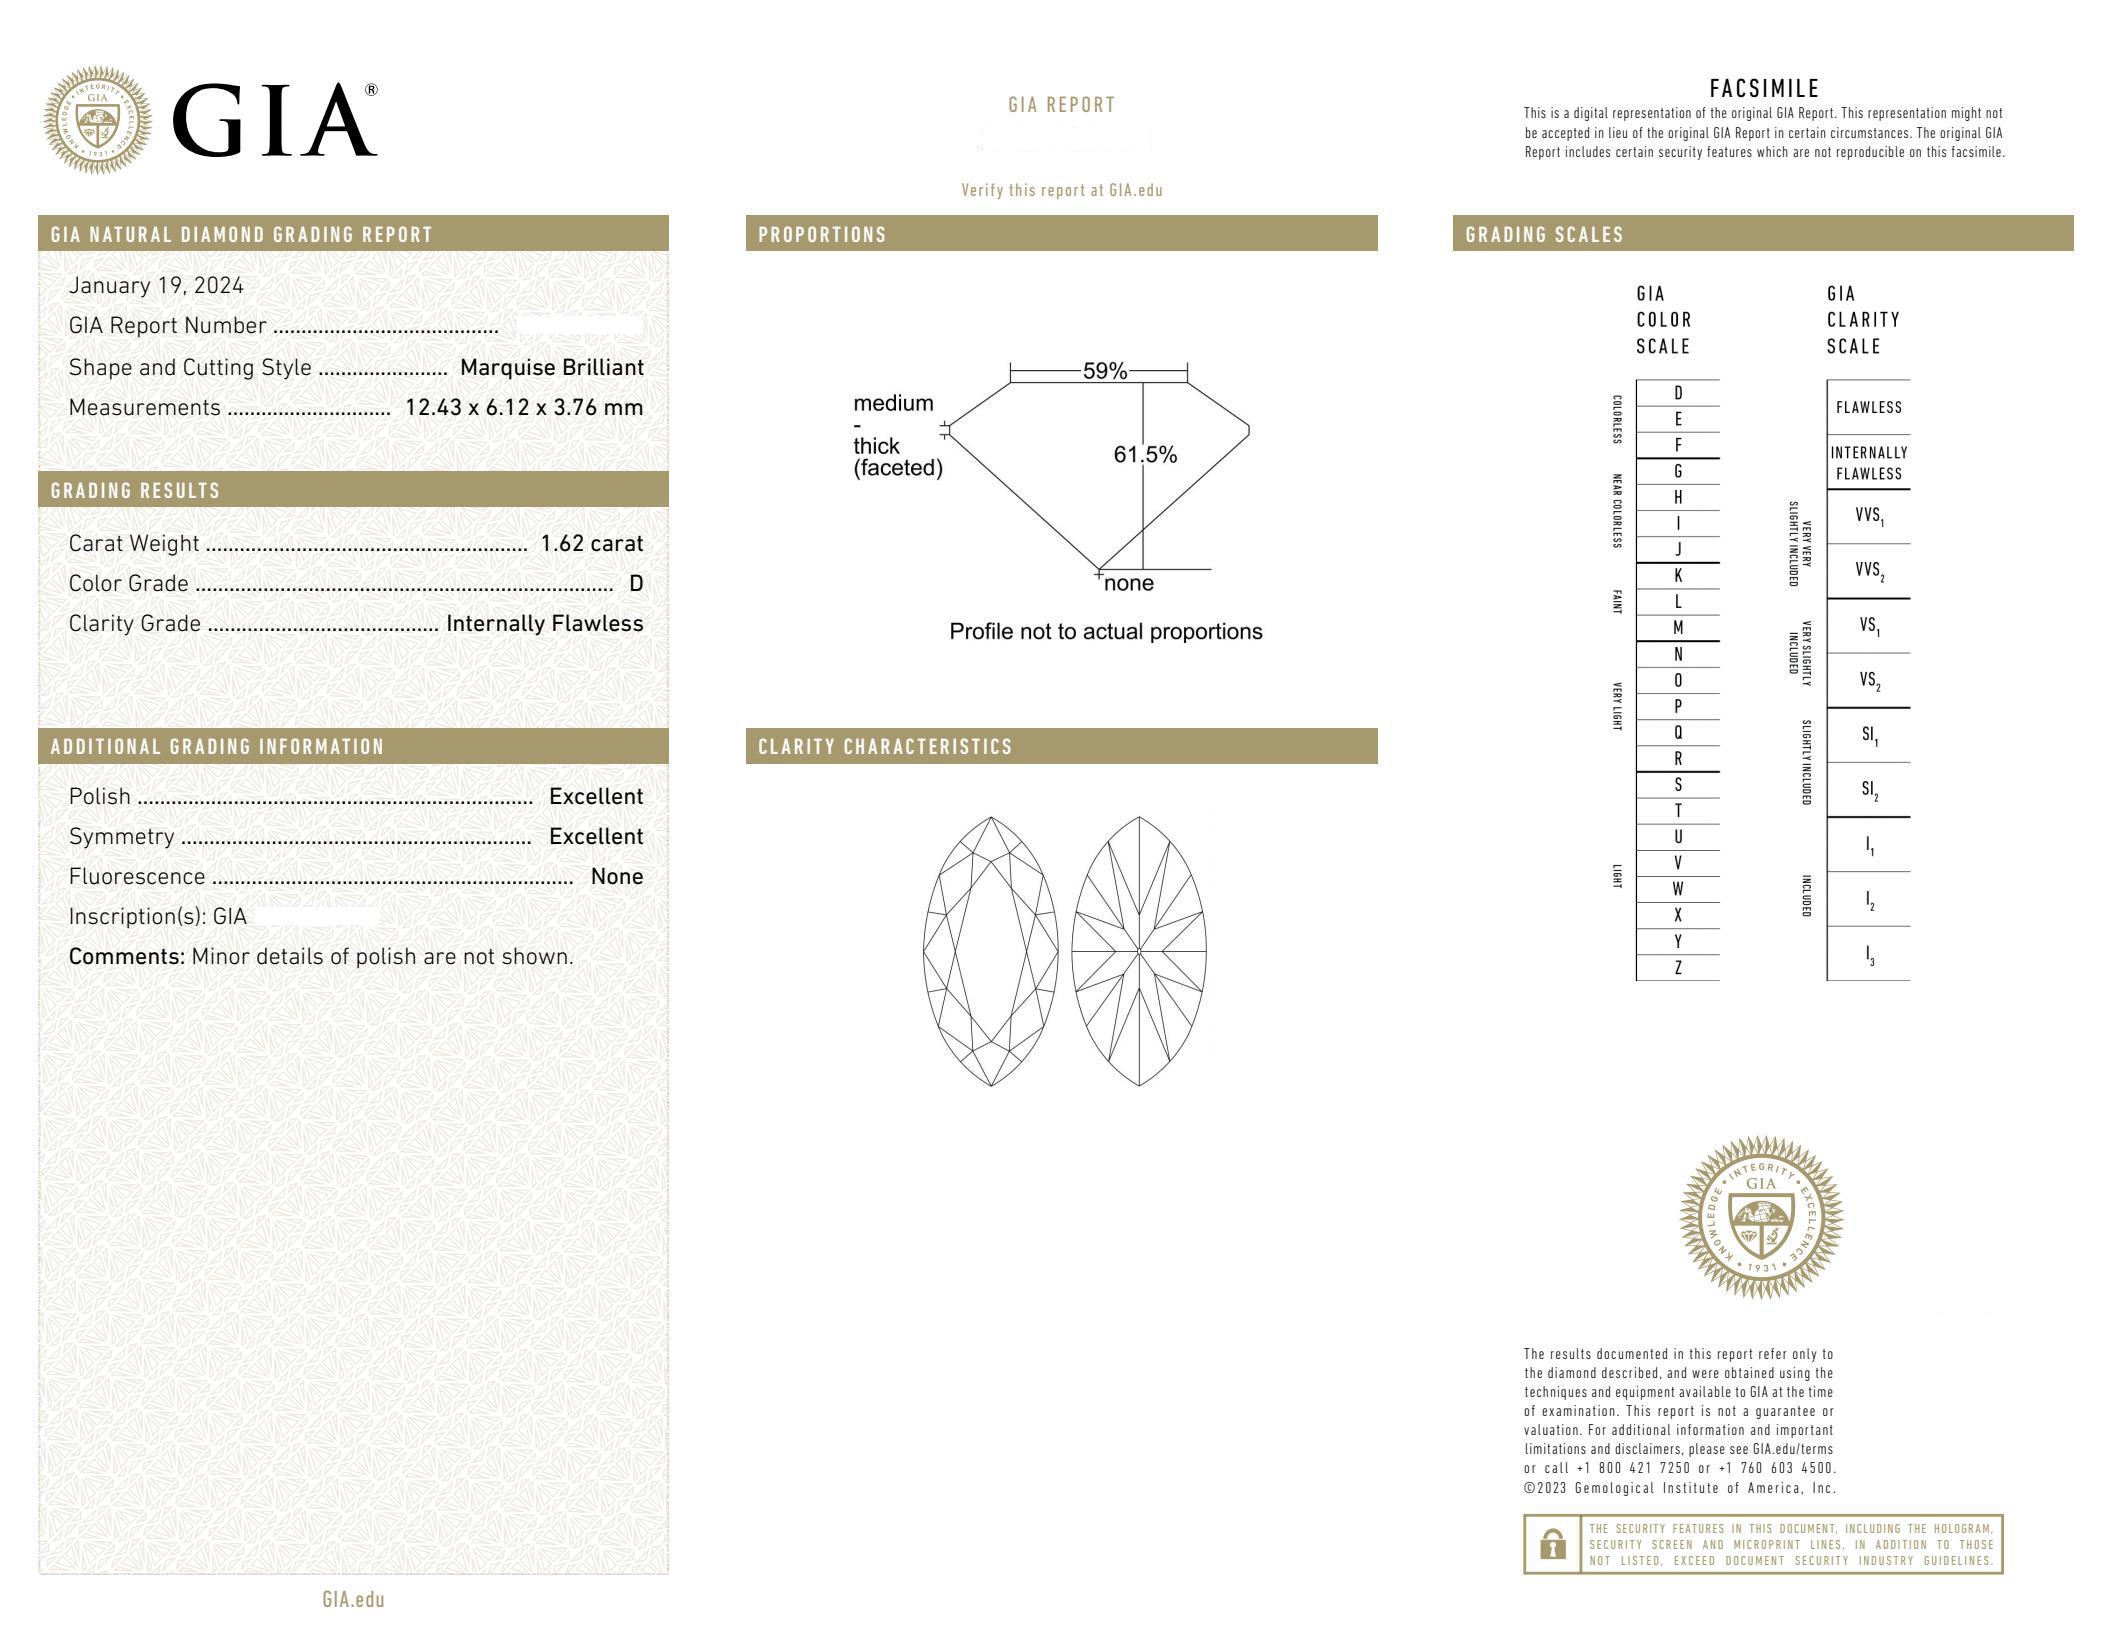 GIA®
GIA NATURAL DIAMOND GRADING REPORT
January 19, 2024
GIA Report Number ........................................
Shape and Cutting Style ....................... Marquise Brilliant
Measurements ............................. 12.43 x 6.12 x 3.76 mm
GRADING RESULTS
Carat Weight ......................................................... 1.62 carat
Color Grade .......................................................................... D
Clarity Grade ......................................... Internally Flawless
ADDITIONAL GRADING INFORMATION
Polish ...................................................................... Excellent
Symmetry .............................................................. Excellent
Fluorescence ................................................................ None
Inscription(s): GIA
Comments: Minor details of polish are not shown.
GIA.edu
GIA REPORT
Verify this report at GIA.edu
PROPORTIONS
59%
medium
-
thick
(faceted)
61.5%
none
Profile not to actual proportions
CLARITY CHARACTERISTICS
FACSIMILE
This is a digital representation of the original GIA Report. This representation might not
be accepted in lieu of the original GIA Report in certain circumstances. The original GIA
Report includes certain security features which are not reproducible on this facsimile.
GRADING SCALES
GIA
COLOR
SCALE
COLORLESS
D
E
F
NEAR COLORLESS
G
H
I
J
FAINT
K
L
M
VERY LIGHT
N
O
P
Q
R
LIGHT
S
T
U
V
W
X
Y
Z
GIA
CLARITY
SCALE
FLAWLESS
INTERNALLY
FLAWLESS
VERY VERY
SLIGHTLY INCLUDED
VVS1
VVS2
VERY SLIGHTLY
INCLUDED
VS1
VS2
SLIGHTLY INCLUDED
SI1
SI2
INCLUDED
I1
I2
I3
KNOWLEDGE • INTEGRITY • EXCELLENCE • 1931 •
GIA
The results documented in this report refer only to
the diamond described, and were obtained using the
techniques and equipment available to GIA at the time
of examination. This report is not a guarantee or
valuation. For additional information and important
limitations and disclaimers, please see GIA.edu/terms
or call +1 800 421 7250 or +1 760 603 4500.
©2023 Gemological Institute of America, Inc.
THE SECURITY FEATURES IN THIS DOCUMENT, INCLUDING THE HOLOGRAM,
SECURITY SCREEN AND MICROPRINT LINES, IN ADDITION TO THOSE
NOT LISTED, EXCEED DOCUMENT SECURITY INDUSTRY GUIDELINES.